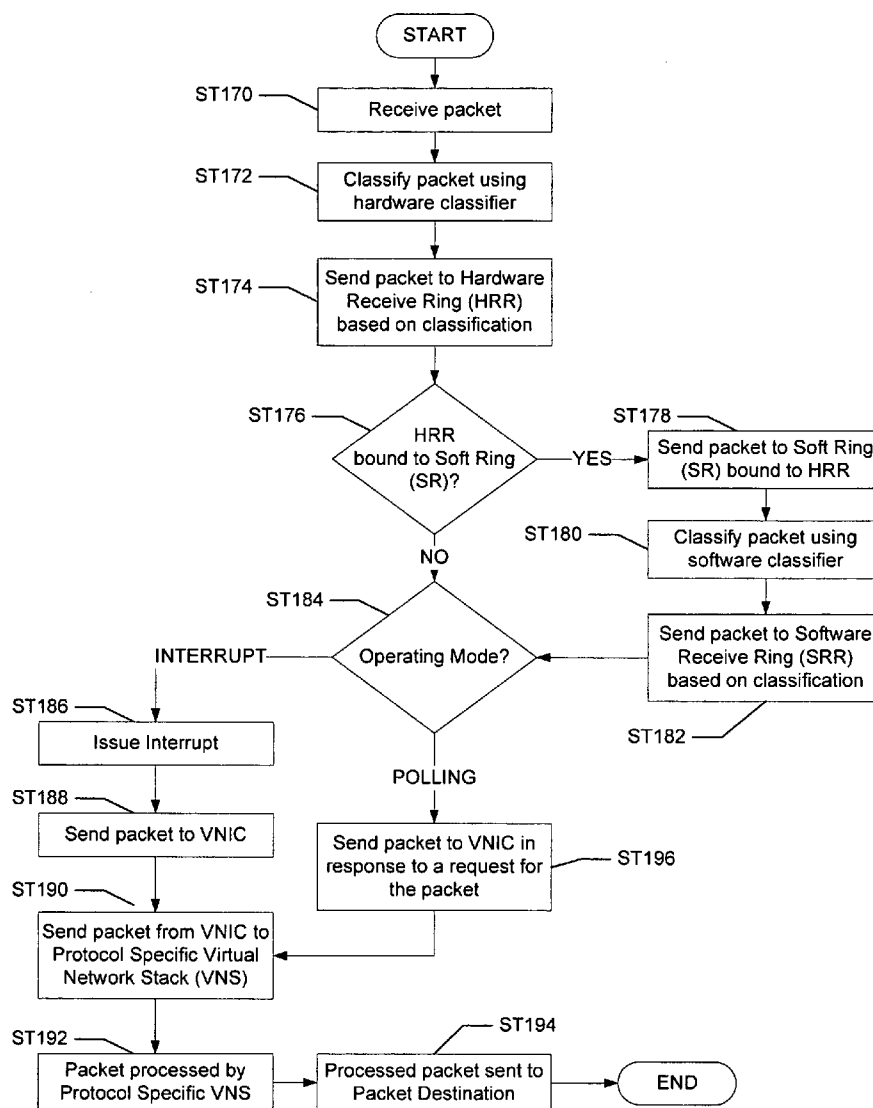 START
ST170
Receive packet
ST172
Classify packet using
hardware classifier
ST174
Send packet to Hardware
Receive Ring (HRR)
based on classification
ST176
HRR
bound to Soft Ring
(SR)?
YES
ST178
Send packet to Soft Ring
(SR) bound to HRR
ST180
Classify packet using
software classifier
NO
ST184
Operating Mode?
Send packet to Software
Receive Ring (SRR)
based on classification
ST182
INTERRUPT
ST186
Issue Interrupt
POLLING
ST188
Send packet to VNIC
Send packet to VNIC in
response to a request for
the packet
ST196
ST190
Send packet from VNIC to
Protocol Specific Virtual
Network Stack (VNS)
ST192
Packet processed by
Protocol Specific VNS
ST194
Processed packet sent to
Packet Destination
END